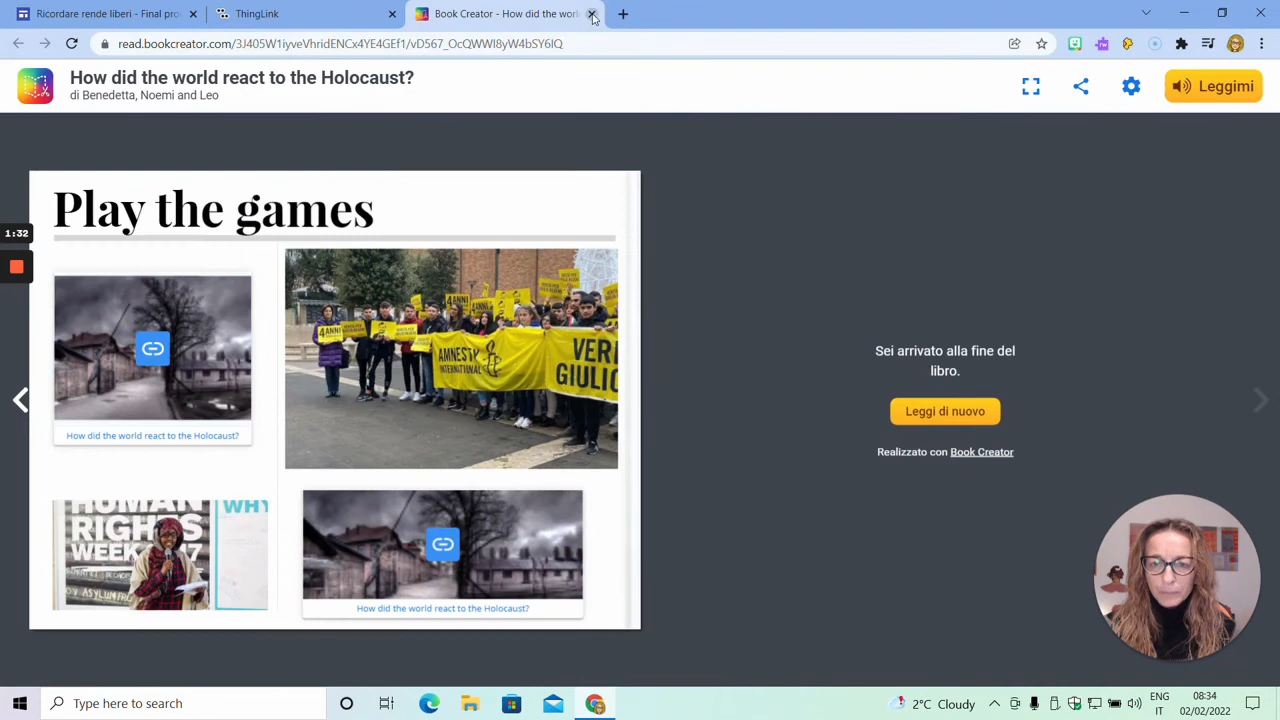 Ricordare rende liberi - Final pro
ThingLink
Book Creator - How did the worl
read.bookcreator.com/3J405W1iyveVhridENCx4YE4GEf1/vD567_OcQWWl8yW4bSY6IQ
How did the world react to the Holocaust?
di Benedetta, Noemi and Leo
Leggimi
Play the games
1:32
4ANNI
4 ANNI
AMNESTY
INTERNATIONAL
VERI
GIULIO
How did the world react to the Holocaust?
HUMAN
RIGHTS
WEEK
WHY
How did the world react to the Holocaust?
Sei arrivato alla fine del
libro.
Leggi di nuovo
Realizzato con Book Creator
Type here to search
2°C Cloudy
ENG
IT
08:34
02/02/2022